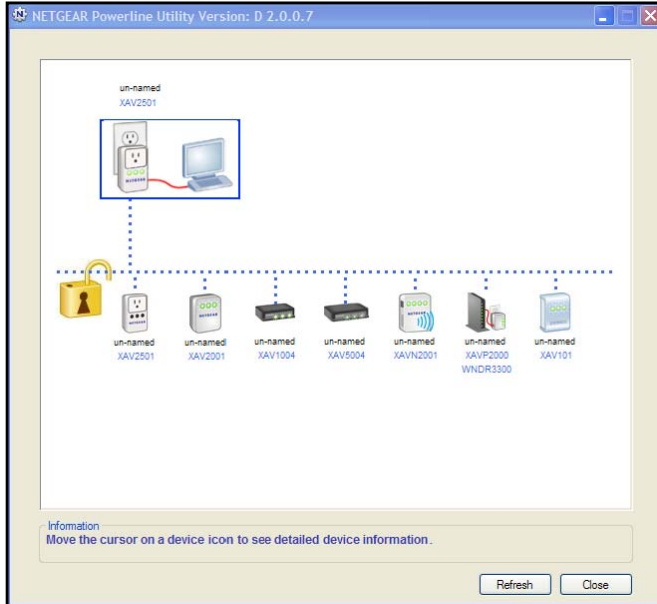 NETGEAR Powerline Utility Version: D 2.0.0.7
un-named
XAV2501
un-named un-named un-named un-named un-named un-named un-named
XAV2501 XAV2001 XAV1004 XAV5004 XAVN2001 XAVP2000 XAV101
WNDR3300
Information
Move the cursor on a device icon to see detailed device information.
Refresh Close